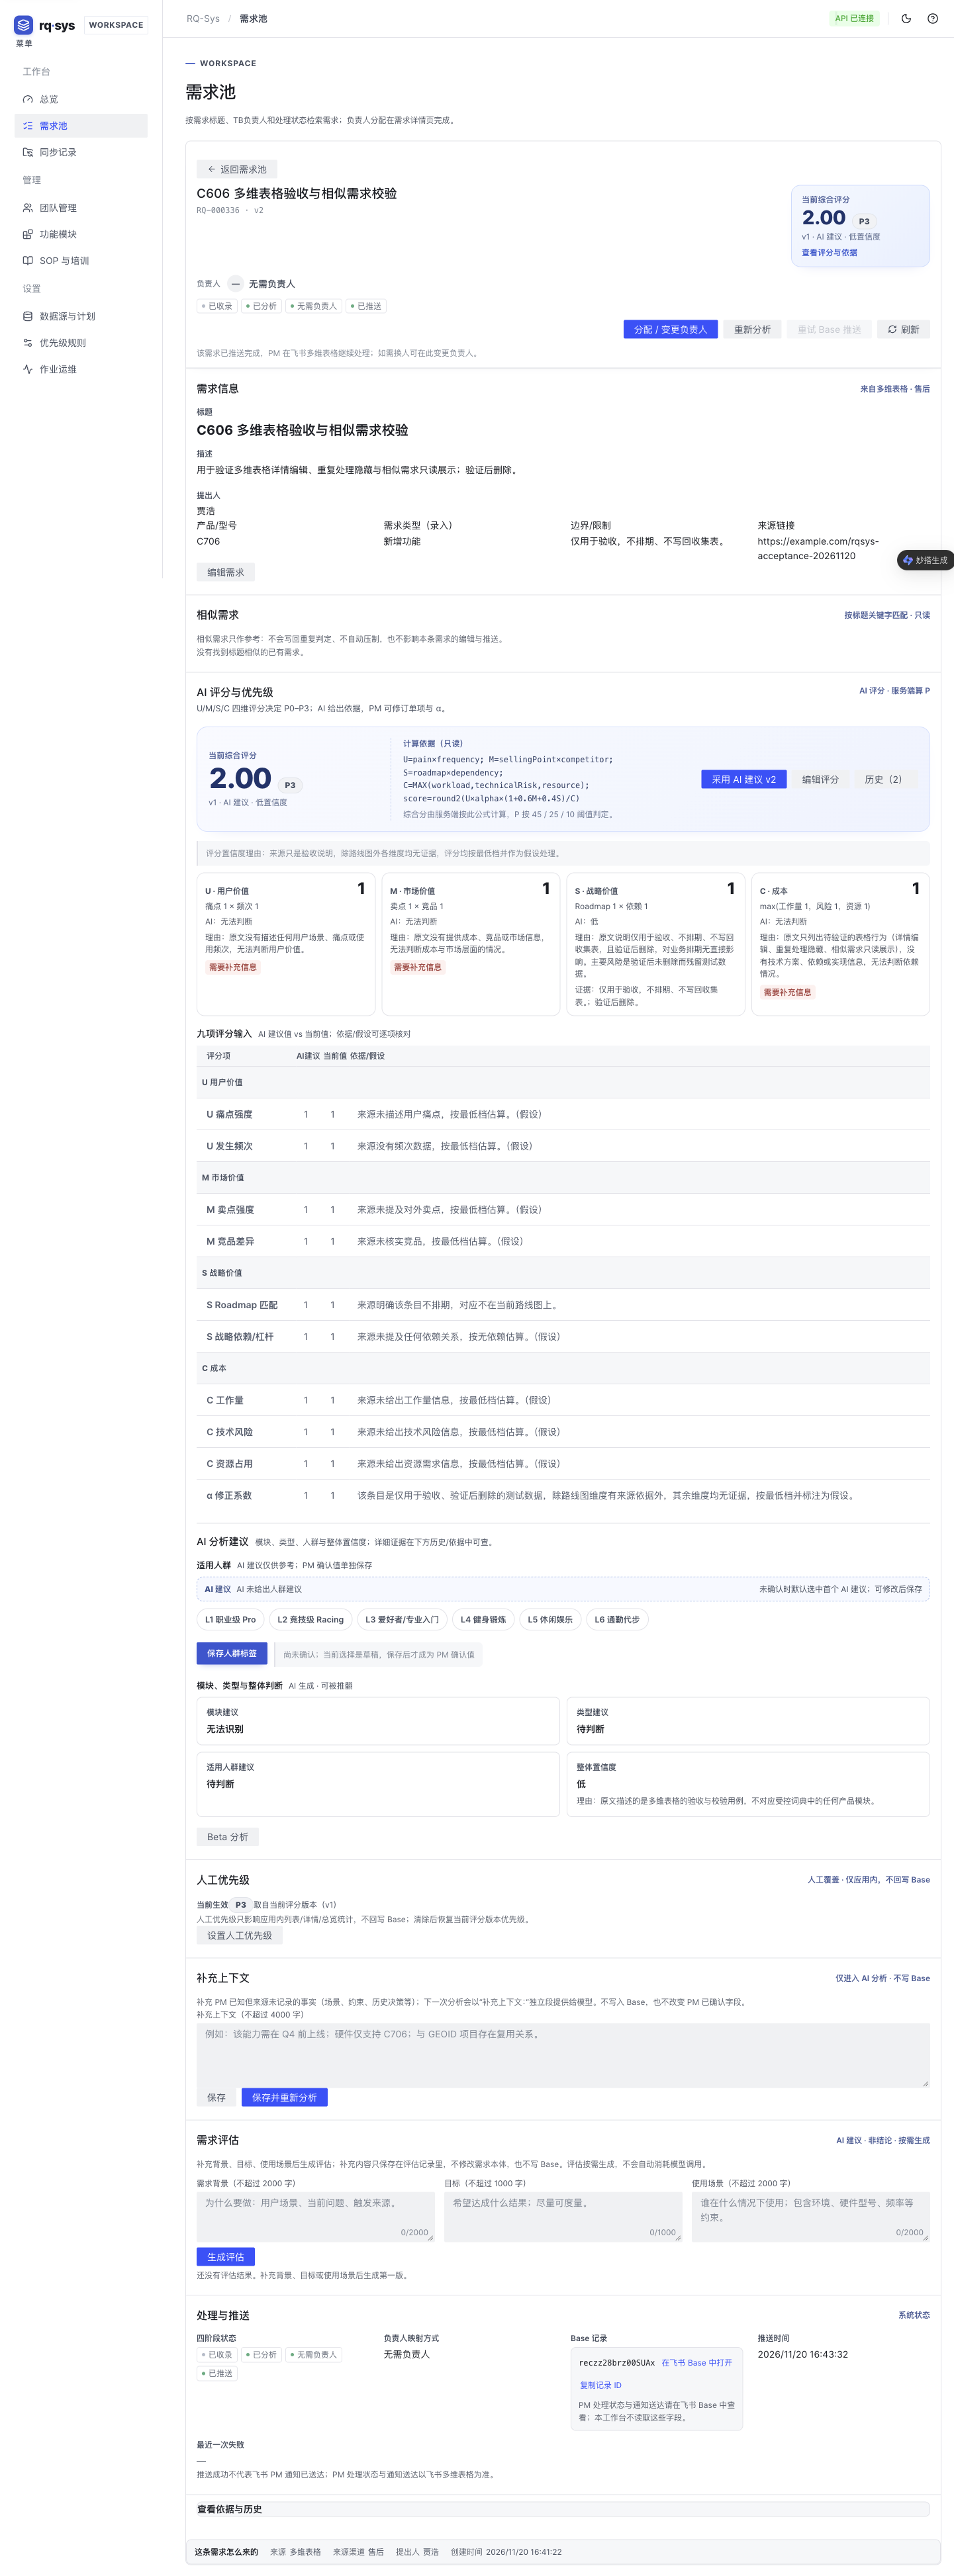 rq·sys WORKSPACE
菜单
工作台
总览
需求池
同步记录
管理
团队管理
功能模块
SOP 与培训
设置
数据源与计划
优先级规则
作业运维
RQ-Sys / 需求池
API 已连接
— WORKSPACE
需求池
按需求标题、TB负责人和处理状态检索需求；负责人分配在需求详情页完成。
← 返回需求池
C606 多维表格验收与相似需求校验
RQ-000336 · v2
当前综合评分
2.00 P3
v1 · AI 建议 · 低置信度
查看评分与依据
负责人 — 无需负责人
已收录 已分析 无需负责人 已推送
分配 / 变更负责人 重新分析 重试 Base 推送 刷新
该需求已推送完成，PM 在飞书多维表格继续处理；如需换人可在此变更负责人。
需求信息 来自多维表格 · 售后
标题
C606 多维表格验收与相似需求校验
描述
用于验证多维表格详情编辑、重复处理隐藏与相似需求只读展示；验证后删除。
提出人
贾浩
产品/型号 需求类型（录入） 边界/限制 来源链接
C706 新增功能 仅用于验收，不排期、不写回收集表。 https://example.com/rqsys-
acceptance-20261120
妙搭生成
编辑需求
相似需求 按标题关键字匹配 · 只读
相似需求只作参考：不会写回重复判定，不自动压制，也不影响本条需求的编辑与推送。
没有找到标题相似的已有需求。
AI 评分与优先级 AI 评分 · 服务端算 P
U/M/S/C 四维评分决定 P0–P3；AI 给出依据，PM 可修订单项与 α。
当前综合评分
2.00 P3
v1 · AI 建议 · 低置信度
计算依据（只读）
U=pain×frequency; M=sellingPoint×competitor;
S=roadmap×dependency;
C=MAX(workload,technicalRisk,resource);
score=round2(U×alpha×(1+0.6M+0.4S)/C)
综合分由服务端按此公式计算，P 按 45 / 25 / 10 阈值判定。
采用 AI 建议 v2 编辑评分 历史（2）
评分置信度理由：来源只是验收说明，除路线图外各维度均无证据，评分均按最低档并作为假设处理。
U · 用户价值 1
痛点 1 × 频次 1
AI：无法判断
理由：原文没有描述任何用户场景、痛点或使用频次，无法判断用户价值。
需要补充信息
M · 市场价值 1
卖点 1 × 竞品 1
AI：无法判断
理由：原文没有提供成本、竞品或市场信息，无法判断成本与市场层面的情况。
需要补充信息
S · 战略价值 1
Roadmap 1 × 依赖 1
AI：低
理由：原文说明仅用于验收、不排期、不写回收集表，且验证后删除，对业务排期无直接影响。主要风险是验证后未删除而残留测试数据。
证据：仅用于验收，不排期、不写回收集表。；验证后删除。
C · 成本 1
max(工作量 1，风险 1，资源 1)
AI：无法判断
理由：原文只列出待验证的表格行为（详情编辑、重复处理隐藏、相似需求只读展示），没有技术方案、依赖或实现信息，无法判断依赖情况。
需要补充信息
九项评分输入 AI 建议值 vs 当前值；依据/假设可逐项核对
评分项 AI建议 当前值 依据/假设
U 用户价值
U 痛点强度 1 1 来源未描述用户痛点，按最低档估算。（假设）
U 发生频次 1 1 来源没有频次数据，按最低档估算。（假设）
M 市场价值
M 卖点强度 1 1 来源未提及对外卖点，按最低档估算。（假设）
M 竞品差异 1 1 来源未核实竞品，按最低档估算。（假设）
S 战略价值
S Roadmap 匹配 1 1 来源明确该条目不排期，对应不在当前路线图上。
S 战略依赖/杠杆 1 1 来源未提及任何依赖关系，按无依赖估算。（假设）
C 成本
C 工作量 1 1 来源未给出工作量信息，按最低档估算。（假设）
C 技术风险 1 1 来源未给出技术风险信息，按最低档估算。（假设）
C 资源占用 1 1 来源未给出资源需求信息，按最低档估算。（假设）
α 修正系数 1 1 该条目是仅用于验收、验证后删除的测试数据，除路线图维度有来源依据外，其余维度均无证据，按最低档并标注为假设。
AI 分析建议 模块、类型、人群与整体置信度；详细证据在下方历史/依据中可查。
适用人群 AI 建议仅供参考；PM 确认值单独保存
AI 建议 AI 未给出人群建议 未确认时默认选中首个 AI 建议；可修改后保存
L1 职业级 Pro L2 竞技级 Racing L3 爱好者/专业入门 L4 健身锻炼 L5 休闲娱乐 L6 通勤代步
保存人群标签 尚未确认；当前选择是草稿，保存后才成为 PM 确认值
模块、类型与整体判断 AI 生成 · 可被推翻
模块建议
无法识别
类型建议
待判断
适用人群建议
待判断
整体置信度
低
理由：原文描述的是多维表格的验收与校验用例，不对应受控词典中的任何产品模块。
Beta 分析
人工优先级 人工覆盖 · 仅应用内，不回写 Base
当前生效 P3 取自当前评分版本（v1）
人工优先级只影响应用内列表/详情/总览统计，不回写 Base；清除后恢复当前评分版本优先级。
设置人工优先级
补充上下文 仅进入 AI 分析 · 不写 Base
补充 PM 已知但来源未记录的事实（场景、约束、历史决策等）；下一次分析会以“补充上下文:”独立段提供给模型。不写入 Base，也不改变 PM 已确认字段。
补充上下文（不超过 4000 字）
例如：该能力需在 Q4 前上线；硬件仅支持 C706；与 GEOID 项目存在复用关系。
保存 保存并重新分析
需求评估 AI 建议 · 非结论 · 按需生成
补充背景、目标、使用场景后生成评估；补充内容只保存在评估记录里，不修改需求本体，也不写 Base。评估按需生成，不会自动消耗模型调用。
需求背景（不超过 2000 字） 目标（不超过 1000 字） 使用场景（不超过 2000 字）
为什么要做：用户场景、当前问题、触发来源。
0/2000
希望达成什么结果；尽量可度量。
0/1000
谁在什么情况下使用；包含环境、硬件型号、频率等约束。
0/2000
生成评估
还没有评估结果。补充背景、目标或使用场景后生成第一版。
处理与推送 系统状态
四阶段状态 负责人映射方式 Base 记录 推送时间
已收录 已分析 无需负责人
已推送
无需负责人
reczz28brz00SUAx 在飞书 Base 中打开
复制记录 ID
PM 处理状态与通知送达请在飞书 Base 中查看；本工作台不读取这些字段。
2026/11/20 16:43:32
最近一次失败
—
推送成功不代表飞书 PM 通知已送达；PM 处理状态与通知送达以飞书多维表格为准。
查看依据与历史
这条需求怎么来的 来源 多维表格 来源渠道 售后 提出人 贾浩 创建时间 2026/11/20 16:41:22